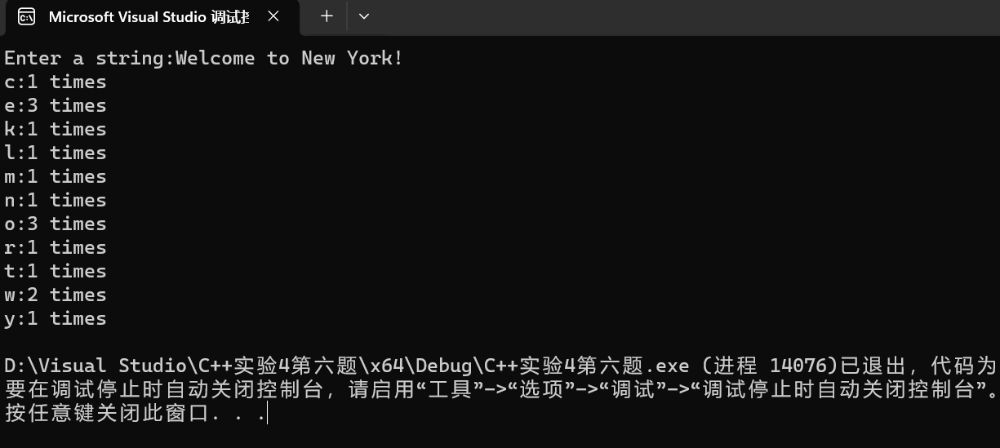 Microsoft Visual Studio 调试
Enter a string:Welcome to New York!
c:1 times
e:3 times
k:1 times
l:1 times
m:1 times
n:1 times
o:3 times
r:1 times
t:1 times
w:2 times
y:1 times
D:\Visual Studio\C++实验4第六题\x64\Debug\C++实验4第六题.exe (进程 14076)已退出，代码为
要在调试停止时自动关闭控制台，请启用“工具”->“选项”->“调试”->“调试停止时自动关闭控制台”。
按任意键关闭此窗口. . .